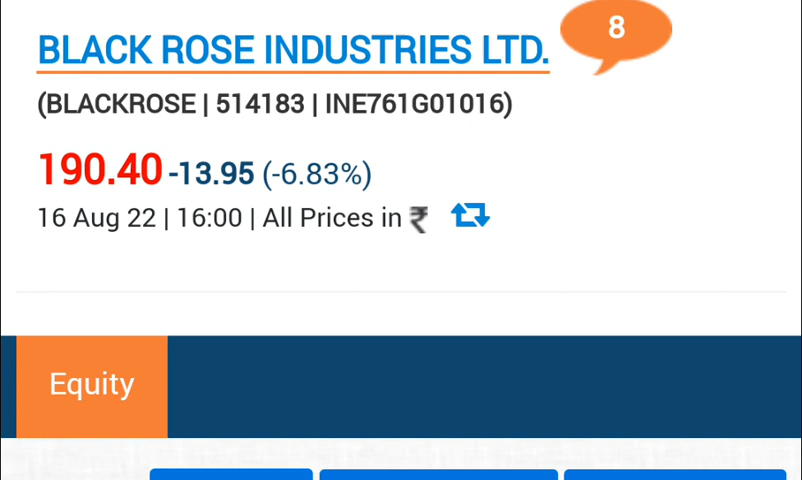 BLACK ROSE INDUSTRIES LTD.
8
(BLACKROSE | 514183 | INE761G01016)
190.40 -13.95 (-6.83%)
16 Aug 22 | 16:00 | All Prices in ₹
Equity